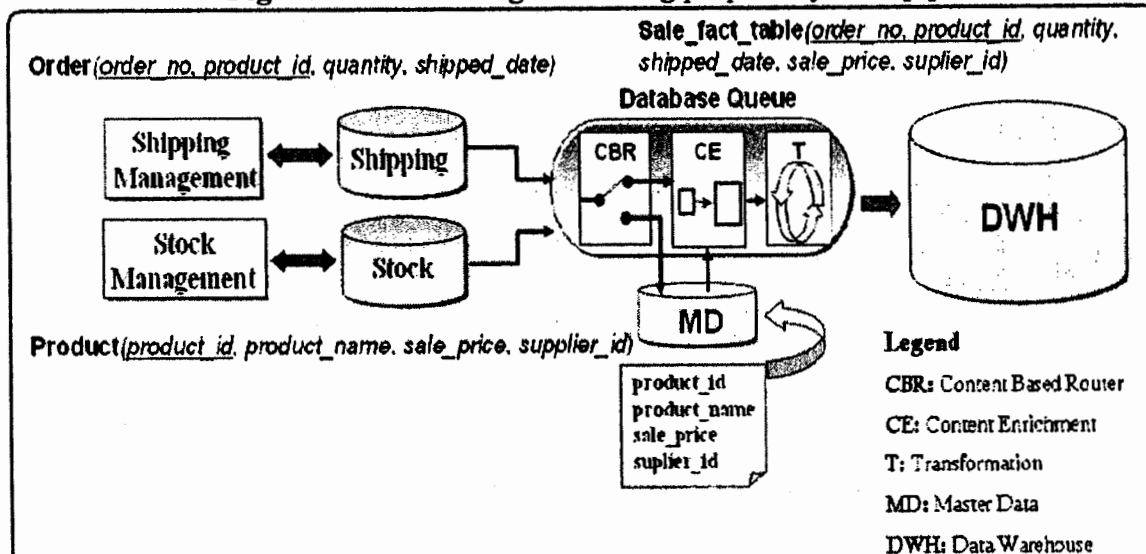 Sale_fact_table(order_no, product_id, quantity,
shipped_date, sale_price, suplier_id)
Order(order_no, product_id, quantity, shipped_date)
Database Queue
Shipping
Management
Shipping
CBR
CE
T
DWH
Stock
Management
Stock
MD
Product(product_id, product_name, sale_price, supplier_id)
product_id
product_name
sale_price
suplier_id
Legend
CBR: Content Based Router
CE: Content Enrichment
T: Transformation
MD: Master Data
DWH: Data Warehouse